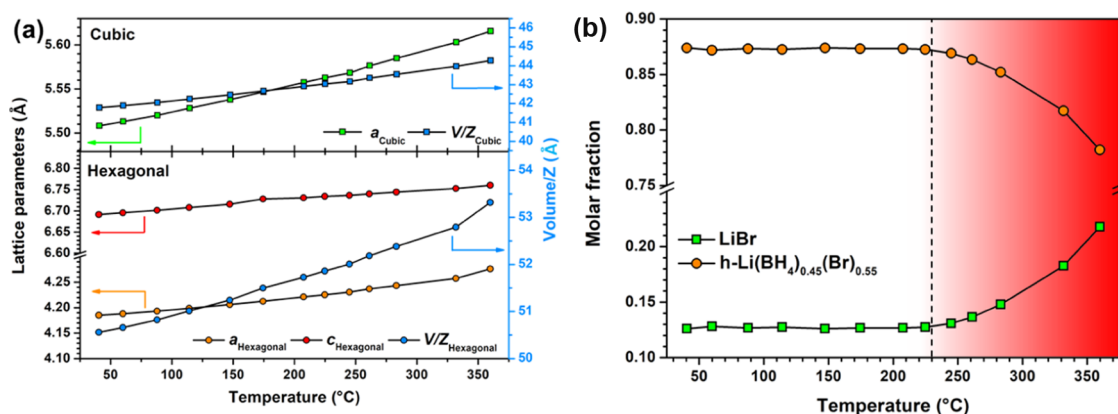 (a)
Cubic
5.60
5.55
5.50
a_Cubic
V/Z_Cubic
46
45
44
43
42
41
40
Lattice parameters (Å)
Volume/Z (Å)
Hexagonal
6.80
6.75
6.70
6.65
6.60
4.25
4.20
4.15
4.10
54
53
52
51
50
a_Hexagonal
c_Hexagonal
V/Z_Hexagonal
50 100 150 200 250 300 350
Temperature (°C)
(b)
0.90
0.85
0.80
0.75
0.20
0.15
0.10
Molar fraction
LiBr
h-Li(BH₄)₀.₄₅(Br)₀.₅₅
50 100 150 200 250 300 350
Temperature (°C)